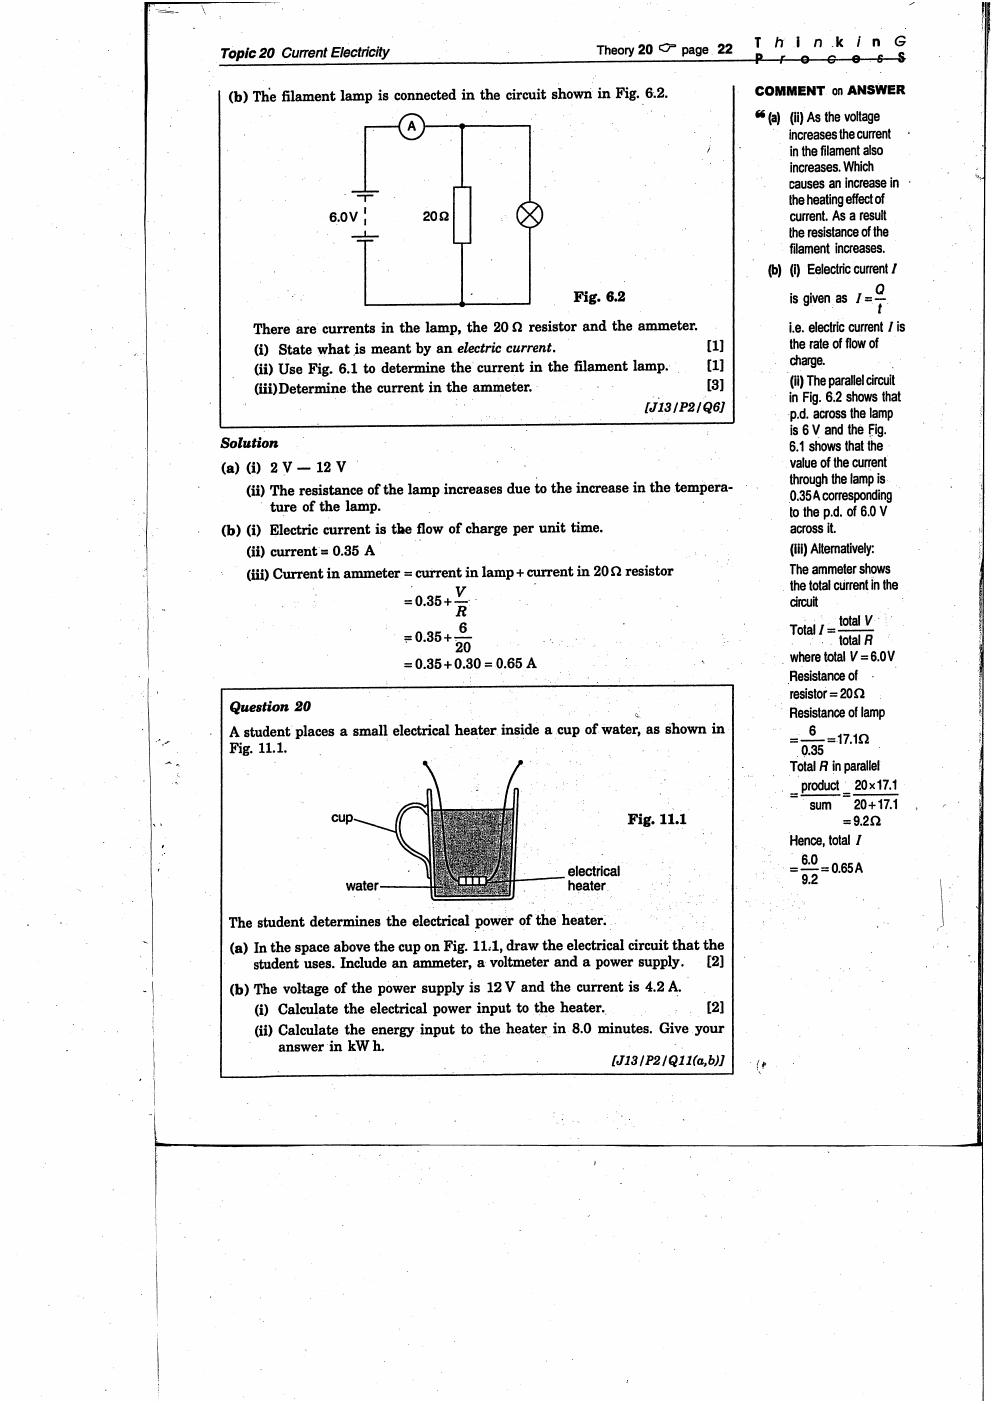 Topic 20 Current Electricity
Theory 20 ☞ page 22
T h i n k i n G
P r o c e s S
(b) The filament lamp is connected in the circuit shown in Fig. 6.2.
A
6.0V
20Ω
Fig. 6.2
There are currents in the lamp, the 20 Ω resistor and the ammeter.
(i) State what is meant by an electric current. [1]
(ii) Use Fig. 6.1 to determine the current in the filament lamp. [1]
(iii)Determine the current in the ammeter. [3]
[J13/P2/Q6]
Solution
(a) (i) 2 V — 12 V
(ii) The resistance of the lamp increases due to the increase in the tempera-
ture of the lamp.
(b) (i) Electric current is the flow of charge per unit time.
(ii) current = 0.35 A
(iii) Current in ammeter = current in lamp + current in 20 Ω resistor
= 0.35 + V/R
= 0.35 + 6/20
= 0.35 + 0.30 = 0.65 A
Question 20
A student places a small electrical heater inside a cup of water, as shown in
Fig. 11.1.
cup
Fig. 11.1
electrical
heater
water
The student determines the electrical power of the heater.
(a) In the space above the cup on Fig. 11.1, draw the electrical circuit that the
student uses. Include an ammeter, a voltmeter and a power supply. [2]
(b) The voltage of the power supply is 12 V and the current is 4.2 A.
(i) Calculate the electrical power input to the heater. [2]
(ii) Calculate the energy input to the heater in 8.0 minutes. Give your
answer in kW h.
[J13/P2/Q11(a,b)]
COMMENT on ANSWER
“ (a) (ii) As the voltage
increases the current
in the filament also
increases. Which
causes an increase in
the heating effect of
current. As a result
the resistance of the
filament increases.
(b) (i) Eelectric current I
is given as I = Q/t
i.e. electric current I is
the rate of flow of
charge.
(ii) The parallel circuit
in Fig. 6.2 shows that
p.d. across the lamp
is 6 V and the Fig.
6.1 shows that the
value of the current
through the lamp is
0.35 A corresponding
to the p.d. of 6.0 V
across it.
(iii) Alternatively:
The ammeter shows
the total current in the
circuit
Total I = total V/total R
where total V = 6.0V
Resistance of
resistor = 20Ω
Resistance of lamp
= 6/0.35 = 17.1Ω
Total R in parallel
= product/sum = 20×17.1/20+17.1
= 9.2Ω
Hence, total I
= 6.0/9.2 = 0.65A